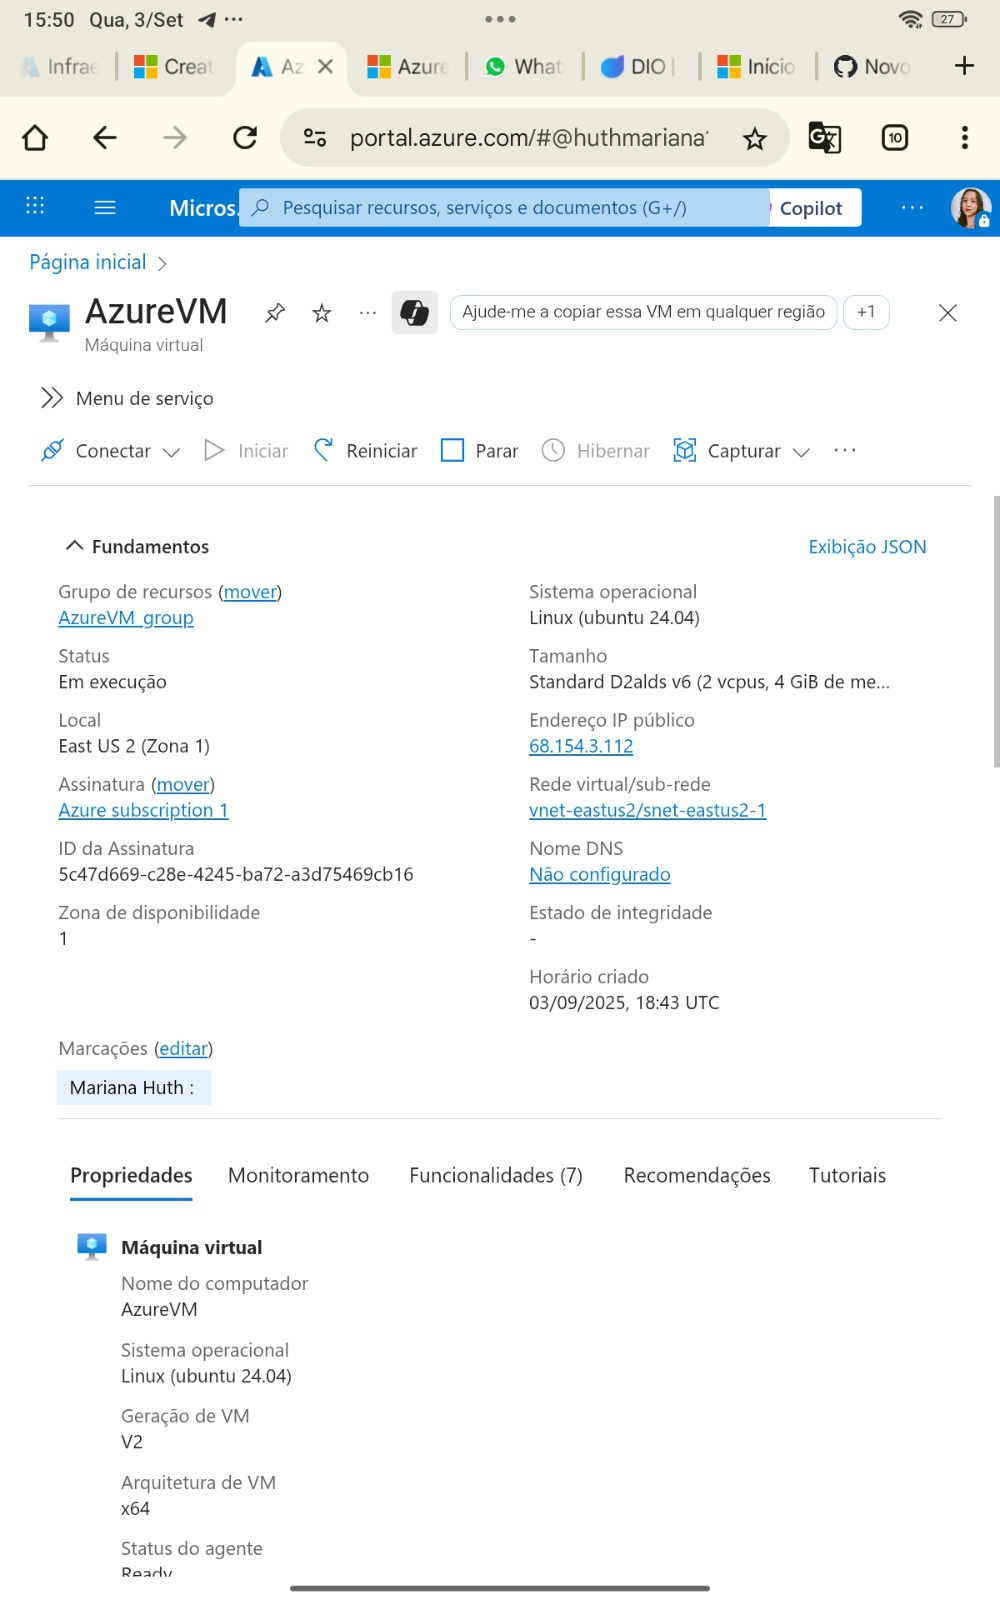 15:50 Qua, 3/Set
Infrae
Creat
Az
Azure
What
DIO |
Início
Novo
portal.azure.com/#@huthmariana
10
27
Micros.
Pesquisar recursos, serviços e documentos (G+/)
Copilot
Página inicial
AzureVM
Máquina virtual
Ajude-me a copiar essa VM em qualquer região
+1
Menu de serviço
Conectar
Iniciar
Reiniciar
Parar
Hibernar
Capturar
Fundamentos
Exibição JSON
Grupo de recursos (mover)
AzureVM_group
Status
Em execução
Local
East US 2 (Zona 1)
Assinatura (mover)
Azure subscription 1
ID da Assinatura
5c47d669-c28e-4245-ba72-a3d75469cb16
Zona de disponibilidade
1
Sistema operacional
Linux (ubuntu 24.04)
Tamanho
Standard D2alds v6 (2 vcpus, 4 GiB de me...
Endereço IP público
68.154.3.112
Rede virtual/sub-rede
vnet-eastus2/snet-eastus2-1
Nome DNS
Não configurado
Estado de integridade
-
Horário criado
03/09/2025, 18:43 UTC
Marcações (editar)
Mariana Huth :
Propriedades
Monitoramento
Funcionalidades (7)
Recomendações
Tutoriais
Máquina virtual
Nome do computador
AzureVM
Sistema operacional
Linux (ubuntu 24.04)
Geração de VM
V2
Arquitetura de VM
x64
Status do agente
Ready